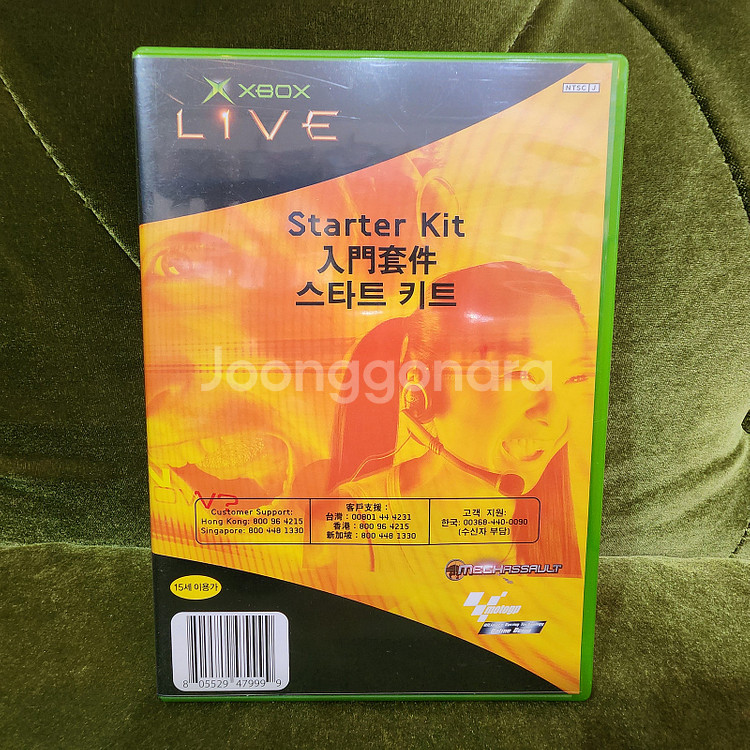 XBOX
LIVE
NTSC J
Starter Kit
入門套件
스타트 키트
Joonggonara
Customer Support:
Hong Kong: 800 96 4215
Singapore: 800 448 1330
客戶支援：
台灣：00801 44 4231
香港：800 96 4215
新加坡：800 448 1330
고객 지원:
한국: 00368-440-0090
(수신자 부담)
MECHASSAULT
15세 이용가
motogp
Online Demo
8 05529 47999 9